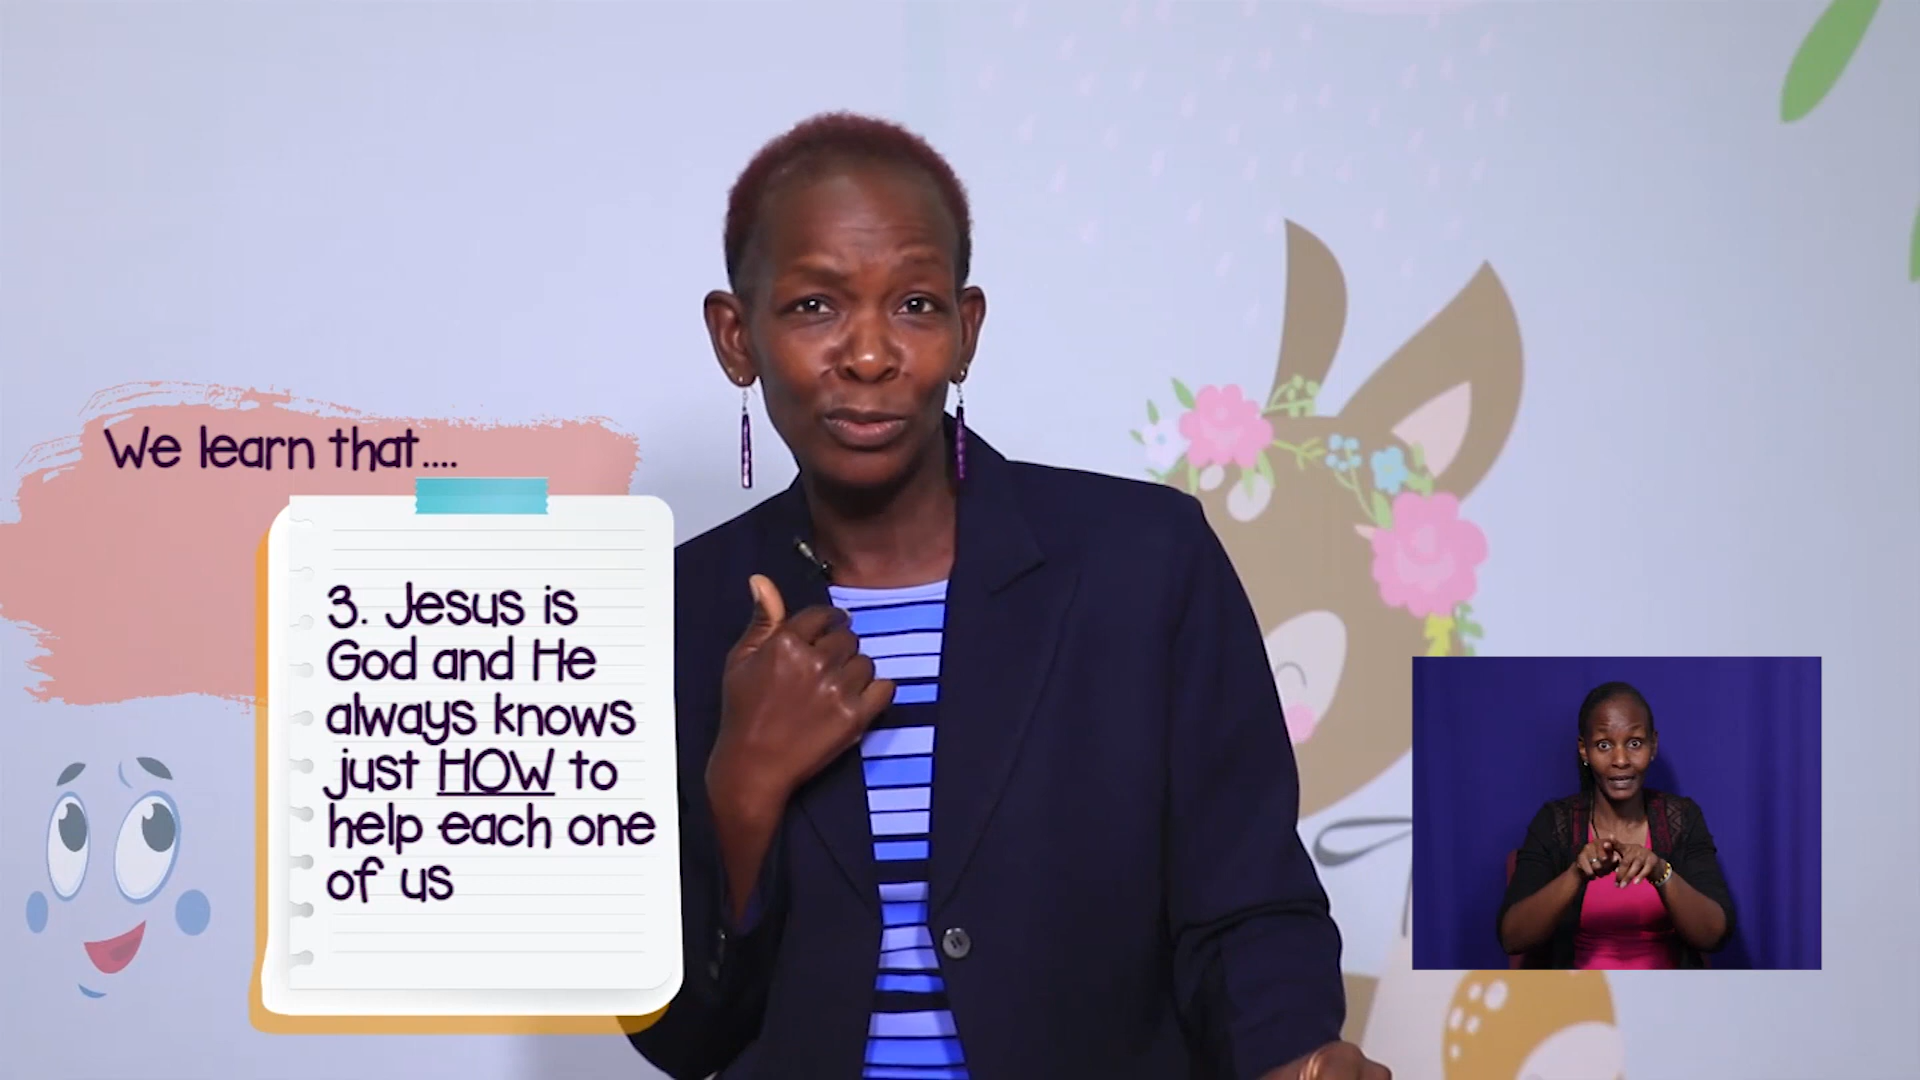 We learn that....
3. Jesus is
God and He
always knows
just HOW to
help each one
of us